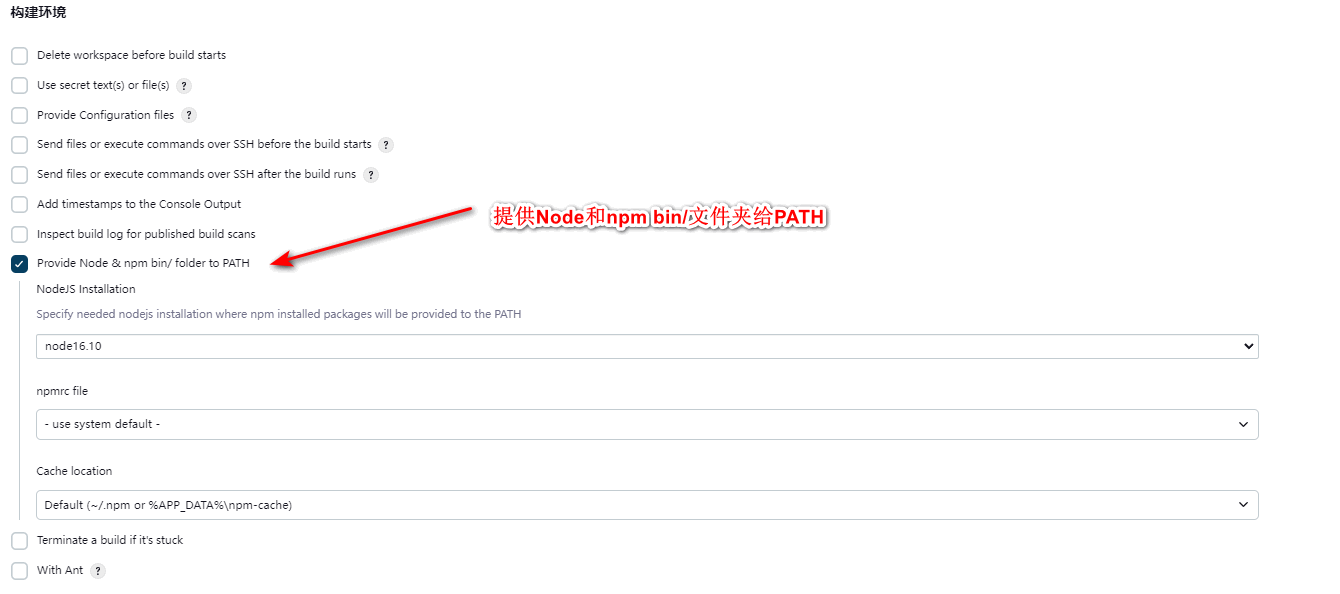 构建环境
Delete workspace before build starts
Use secret text(s) or file(s) ?
Provide Configuration files ?
Send files or execute commands over SSH before the build starts ?
Send files or execute commands over SSH after the build runs ?
Add timestamps to the Console Output
提供Node和npm bin/文件夹给PATH
Inspect build log for published build scans
Provide Node & npm bin/ folder to PATH
NodeJS Installation
Specify needed nodejs installation where npm installed packages will be provided to the PATH
node16.10
npmrc file
- use system default -
Cache location
Default (~/.npm or %APP_DATA%\npm-cache)
Terminate a build if it's stuck
With Ant ?